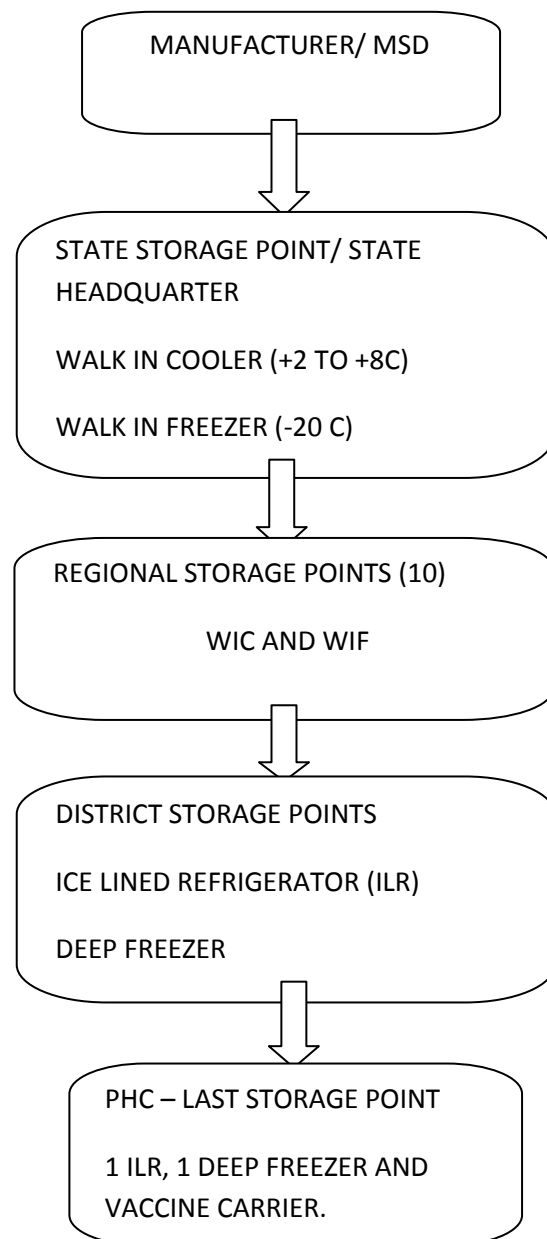 MANUFACTURER/ MSD
STATE STORAGE POINT/ STATE
HEADQUARTER
WALK IN COOLER (+2 TO +8C)
WALK IN FREEZER (-20 C)
REGIONAL STORAGE POINTS (10)
WIC AND WIF
DISTRICT STORAGE POINTS
ICE LINED REFRIGERATOR (ILR)
DEEP FREEZER
PHC – LAST STORAGE POINT
1 ILR, 1 DEEP FREEZER AND
VACCINE CARRIER.